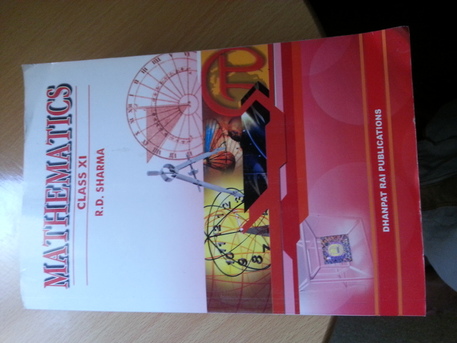 MATHEMATICS
CLASS XI
R.D. SHARMA
DHANPAT RAI PUBLICATIONS